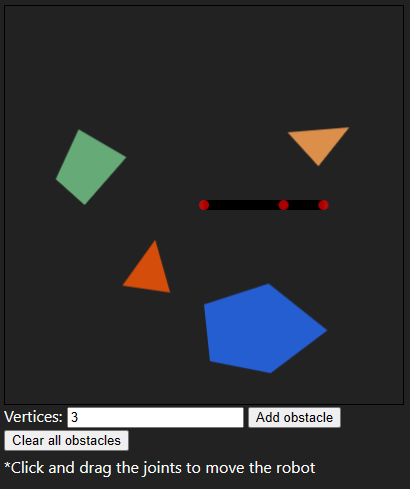 Vertices: 3 Add obstacle
Clear all obstacles
*Click and drag the joints to move the robot